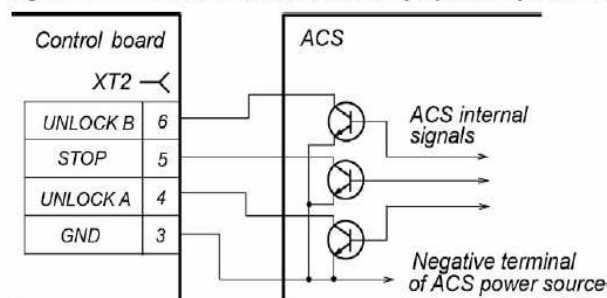 Control board
ACS
XT2
UNLOCK B 6
STOP 5
UNLOCK A 4
GND 3
ACS internal
signals
Negative terminal
of ACS power source